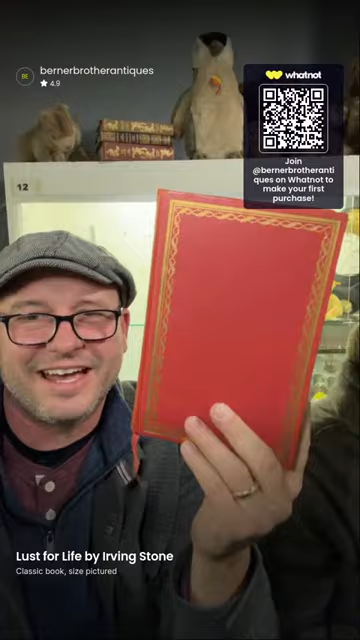 BE
bernerbrotherantiques
★ 4.9
whatnot
Join
@bernerbrotheranti
ques on Whatnot to
make your first
purchase!
12
Lust for Life by Irving Stone
Classic book, size pictured